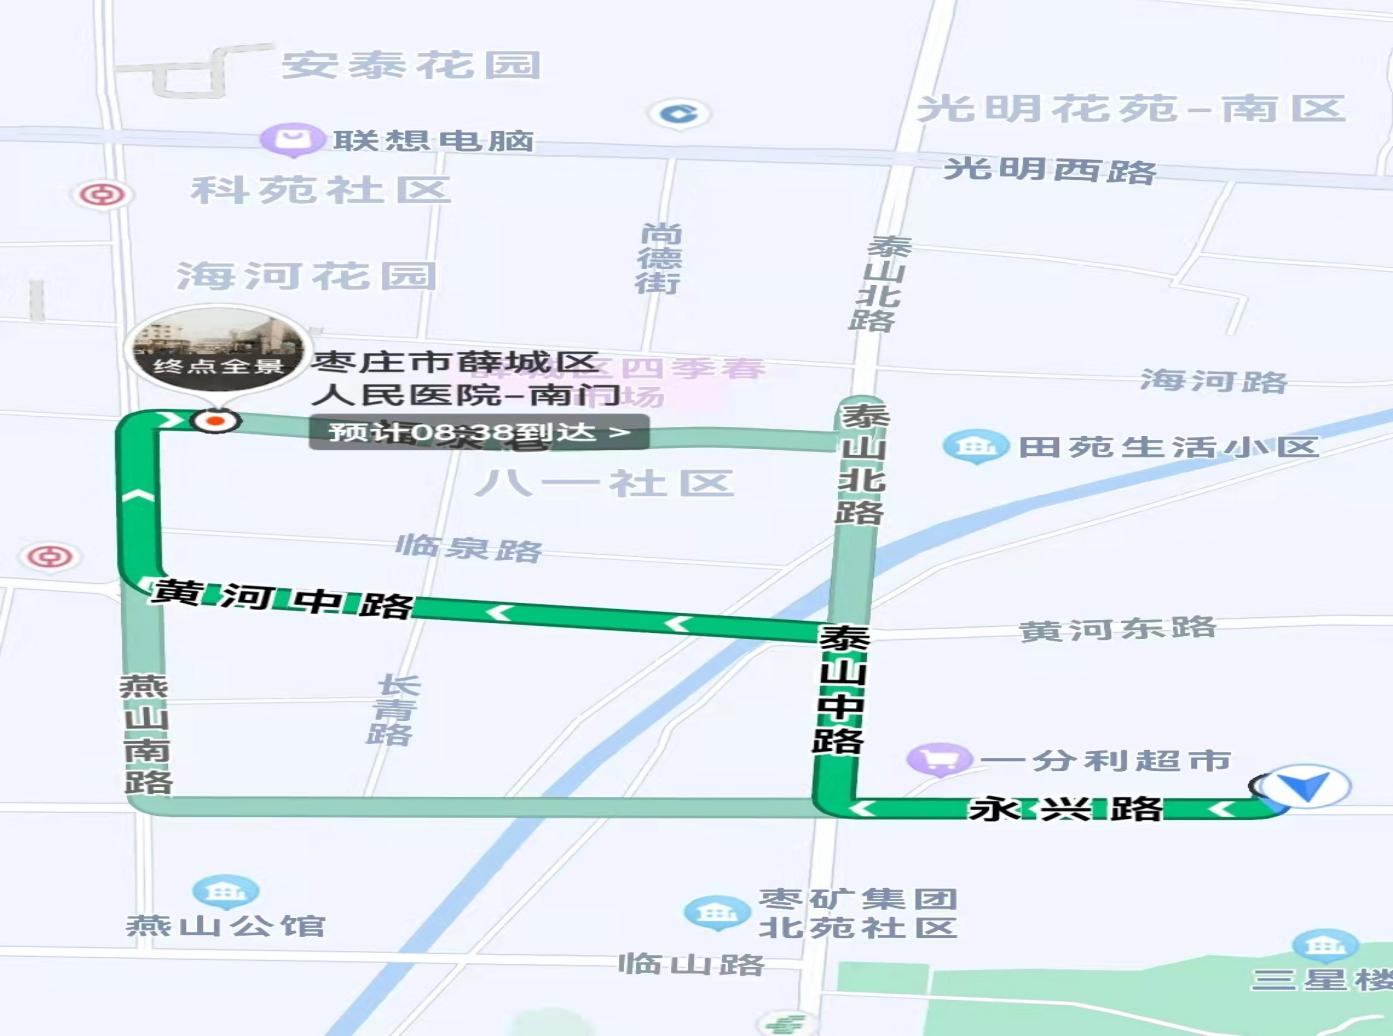 安泰花园
光明花苑-南区
联想电脑
光明西路
科苑社区
尚德街
泰山北路
海河花园
终点全景
枣庄市薛城区
人民医院-南门
区四季春
市场
预计08:38到达 >
海河路
泰山北路
田苑生活小区
八一社区
临泉路
黄河中路
黄河东路
泰山中路
燕山南路
长青路
一分利超市
永兴路
燕山公馆
枣矿集团
北苑社区
临山路
三星楼